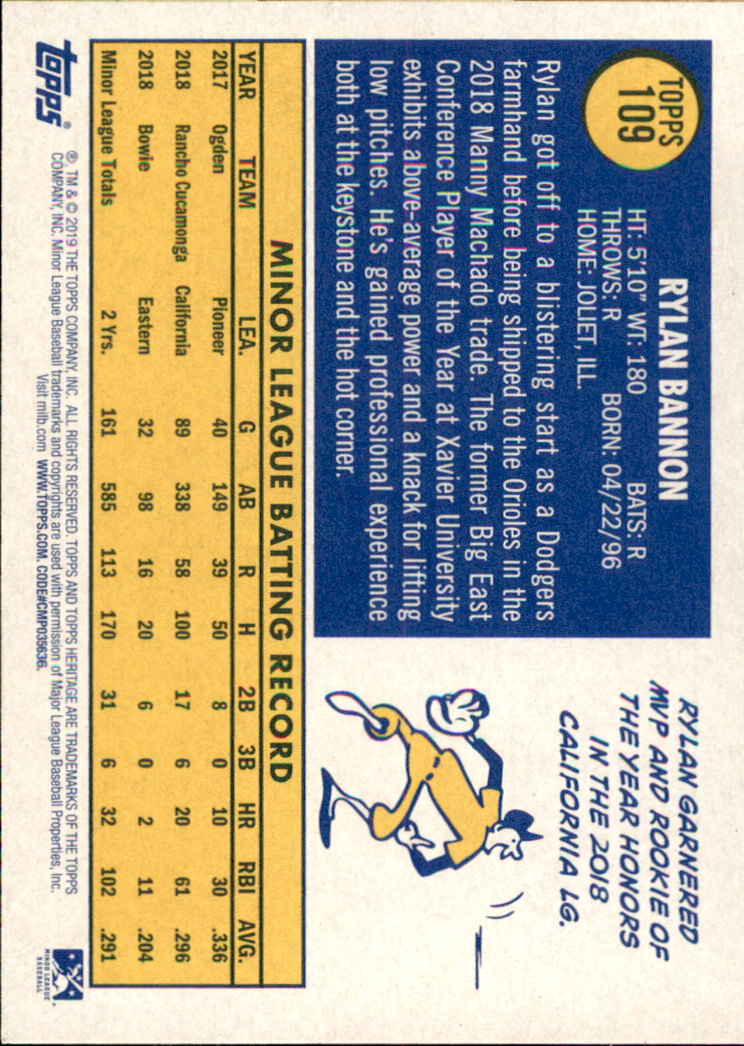 TOPPS
109
RYLAN BANNON
HT: 5'10" WT: 180 BATS: R
THROWS: R BORN: 04/22/96
HOME: JOLIET, ILL.
Rylan got off to a blistering start as a Dodgers
farmhand before being shipped to the Orioles in the
2018 Manny Machado trade. The former Big East
Conference Player of the Year at Xavier University
exhibits above-average power and a knack for lifting
low pitches. He's gained professional experience
both at the keystone and the hot corner.
RYLAN GARNERED
MVP AND ROOKIE OF
THE YEAR HONORS
IN THE 2018
CALIFORNIA LG.
MINOR LEAGUE BATTING RECORD
YEAR TEAM LEA. G AB R H 2B 3B HR RBI AVG.
2017 Ogden Pioneer 40 149 39 50 8 0 10 30 .336
2018 Rancho Cucamonga California 89 338 58 100 17 6 20 61 .296
2018 Bowie Eastern 32 98 16 20 6 0 2 11 .204
Minor League Totals 2 Yrs. 161 585 113 170 31 6 32 102 .291
topps®
®, TM & © 2019 THE TOPPS COMPANY, INC. ALL RIGHTS RESERVED. TOPPS AND TOPPS HERITAGE ARE TRADEMARKS OF THE TOPPS
COMPANY, INC. Minor League Baseball trademarks and copyrights are used with permission of Major League Baseball Properties, Inc.
Visit milb.com WWW.TOPPS.COM. CODE#CMP035636.
MINOR LEAGUE
BASEBALL